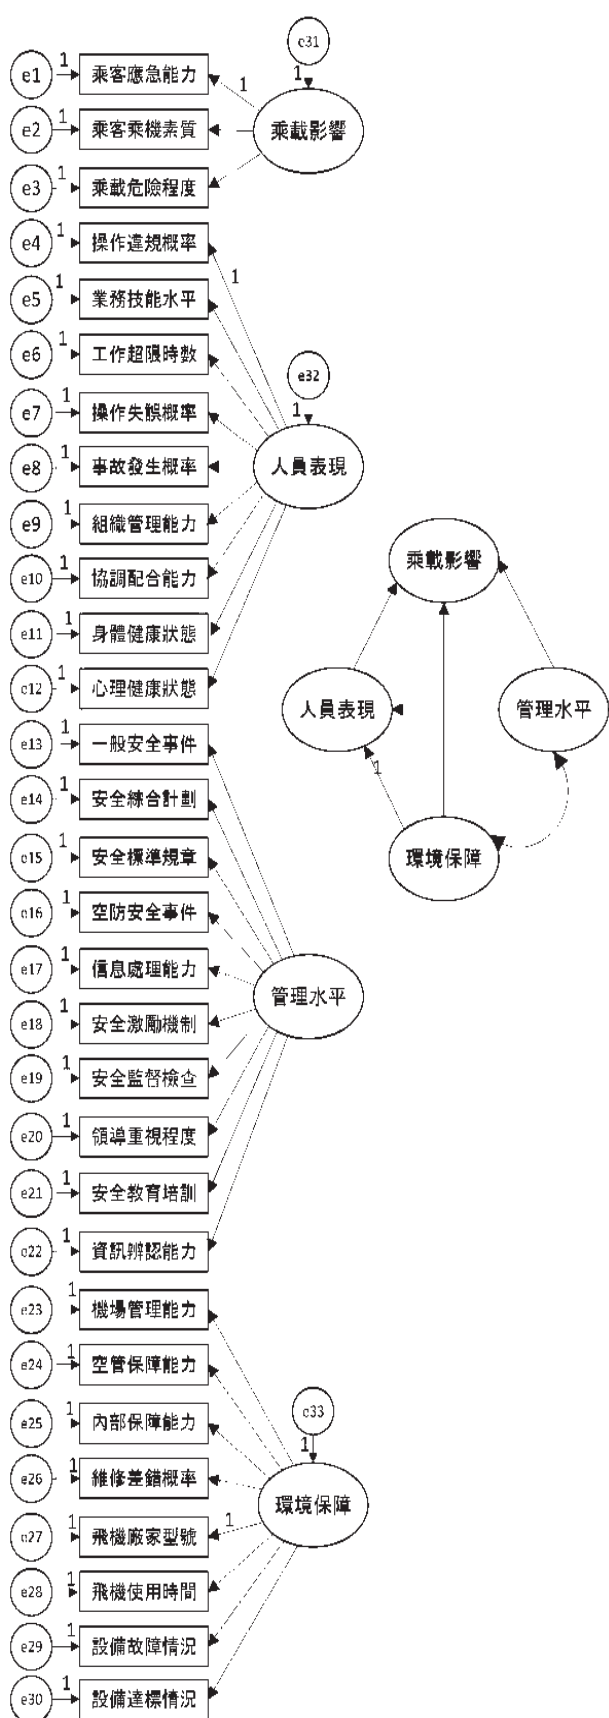 e31
e1 1 乘客應急能力
1 1
e2 1 乘客乘機素質
乘載影響
e3 1 乘載危險程度
e4 1 操作違規概率
1
e5 1 業務技能水平
e6 1 工作超限時數
e32
1
e7 1 操作失誤概率
e8 1 事故發生概率
人員表現
e9 1 組織管理能力
e10 1 協調配合能力
e11 1 身體健康狀態
e12 1 心理健康狀態
乘載影響
人員表現
管理水平
1
環境保障
e13 1 一般安全事件
e14 1 安全綜合計劃
e15 1 安全標準規章
e16 1 空防安全事件
e17 1 信息處理能力
管理水平
e18 1 安全激勵機制
e19 1 安全監督檢查
e20 1 領導重視程度
e21 1 安全教育培訓
e22 1 資訊辨認能力
e23 1 機場管理能力
e24 1 空管保障能力
e33
1
e25 1 內部保障能力
e26 1 維修差錯概率
環境保障
e27 1 飛機廠家型號
1
e28 1 飛機使用時間
e29 1 設備故障情況
e30 1 設備達標情況